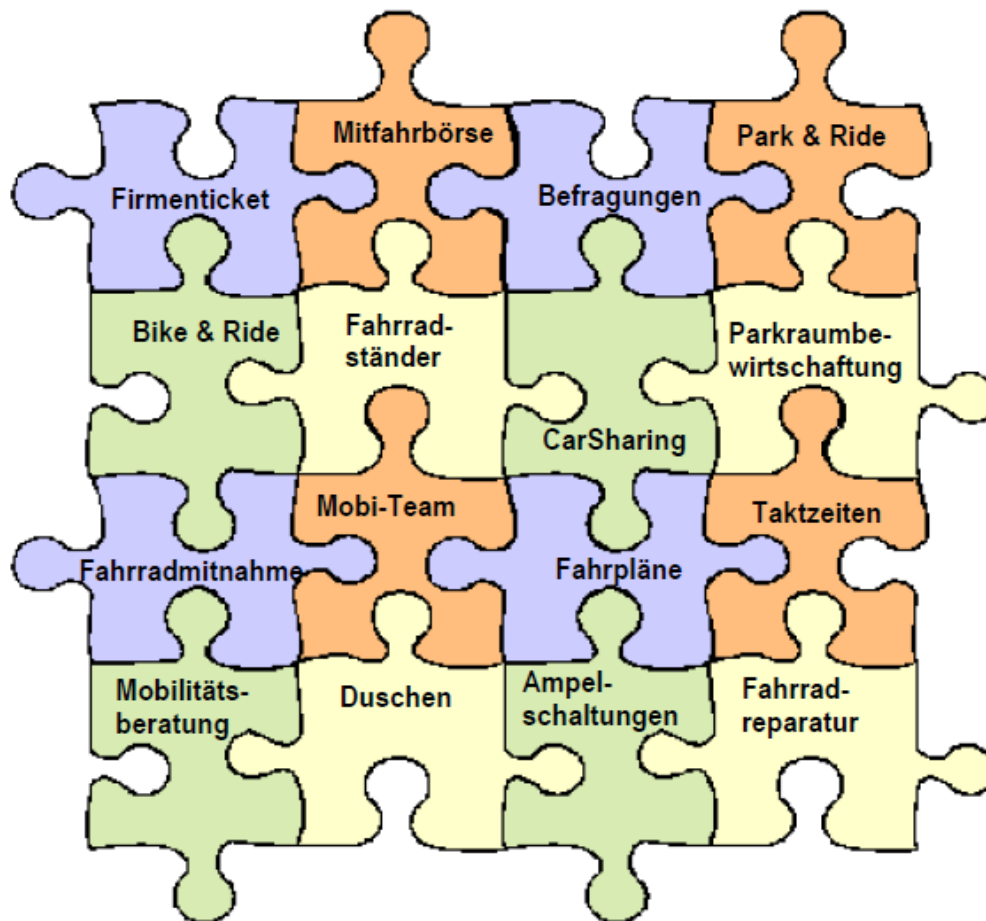 Firmenticket
Mitfahrbörse
Befragungen
Park & Ride
Bike & Ride
Fahrrad-
ständer
CarSharing
Parkraumbe-
wirtschaftung
Fahrradmitnahme
Mobi-Team
Fahrpläne
Taktzeiten
Mobilitäts-
beratung
Duschen
Ampel-
schaltungen
Fahrrad-
reparatur